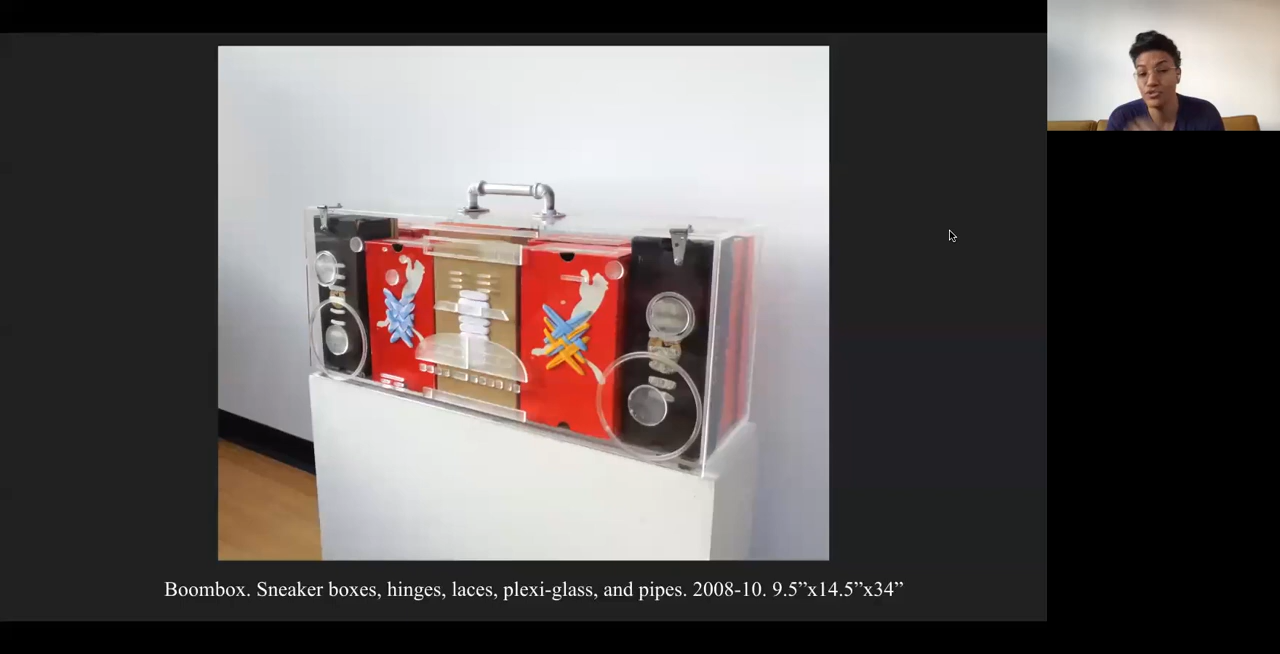 Boombox. Sneaker boxes, hinges, laces, plexi-glass, and pipes. 2008-10. 9.5”x14.5”x34”